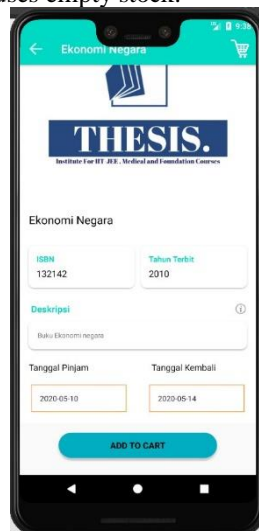 uses empty stock.
9:36
Ekonomi Negara
THESIS.
Institute For IIT-JEE, Medical and Foundation Courses
Ekonomi Negara
ISBN
132142
Tahun Terbit
2010
Deskripsi
Buku Ekonomi negara
Tanggal Pinjam
Tanggal Kembali
2020-05-10
2020-05-14
ADD TO CART